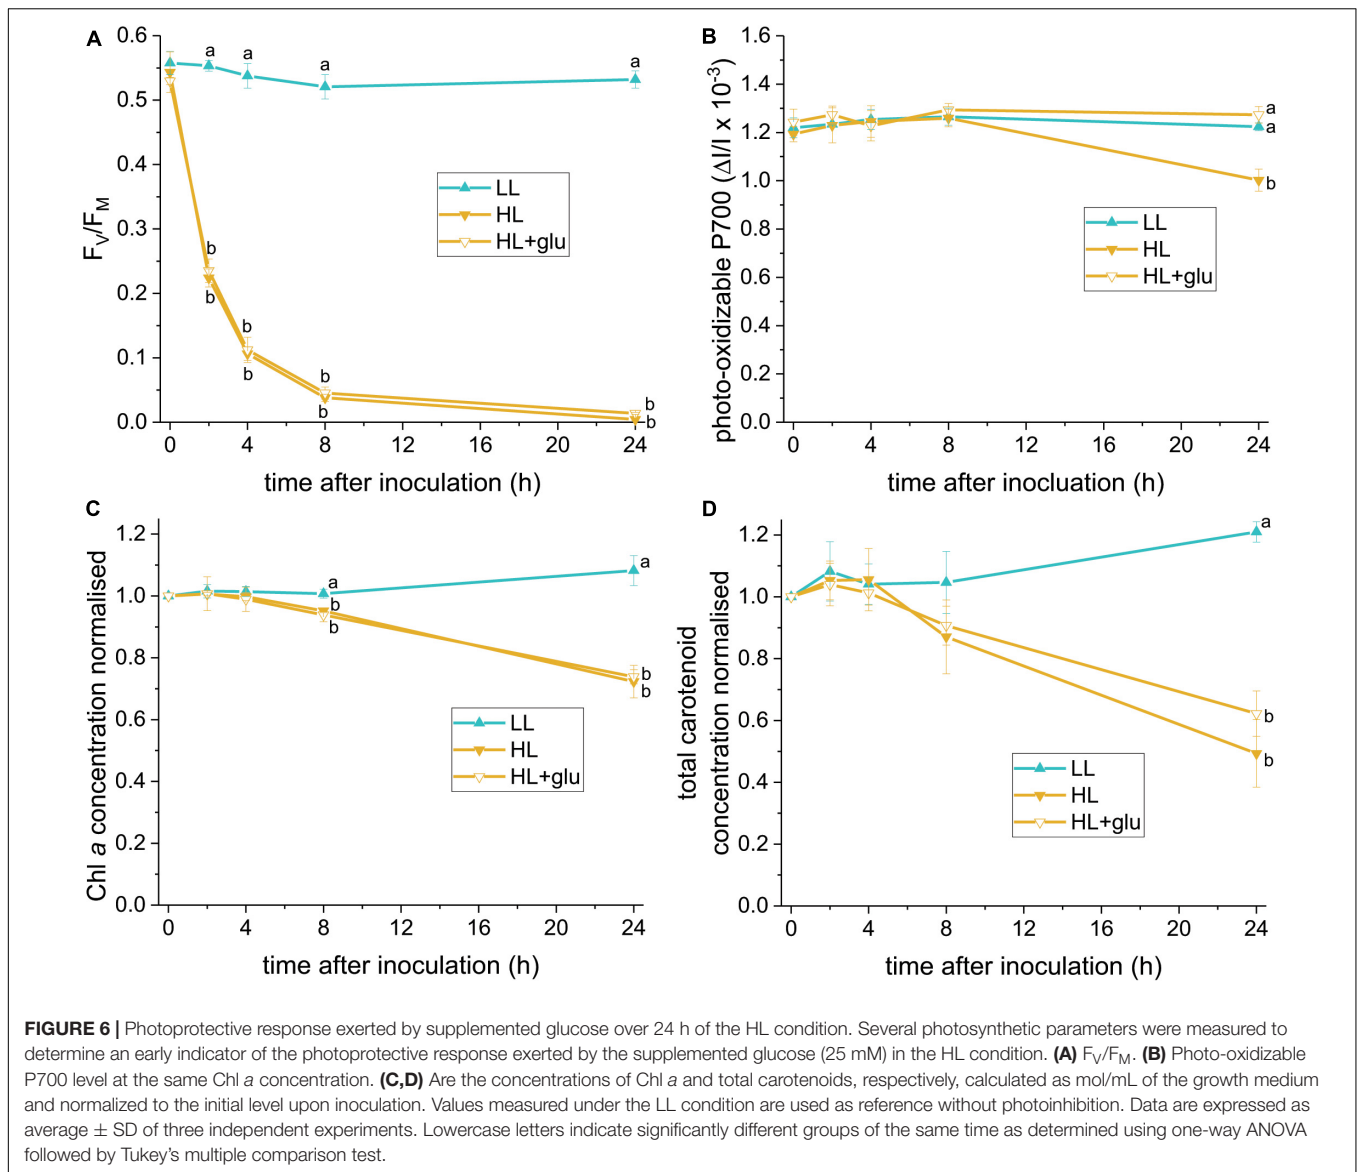 A
0.6
0.5
0.4
0.3
0.2
0.1
0.0
F_V/F_M
a
a
a
a
b
b
b
b
b
b
b
b
LL
HL
HL+glu
0 4 8 12 16 20 24
time after inoculation (h)
B
1.6
1.4
1.2
1.0
0.8
0.6
0.4
0.2
0.0
photo-oxidizable P700 (ΔI/I x 10⁻³)
a
a
b
LL
HL
HL+glu
0 4 8 12 16 20 24
time after inocluation (h)
C
1.2
1.0
0.8
0.6
0.4
0.2
0.0
Chl a concentration normalised
a
b
b
a
b
b
LL
HL
HL+glu
0 4 8 12 16 20 24
time after inoculation (h)
D
1.2
1.0
0.8
0.6
0.4
0.2
0.0
total carotenoid
concentration normalised
a
b
b
LL
HL
HL+glu
0 4 8 12 16 20 24
time after inoculation (h)
FIGURE 6 | Photoprotective response exerted by supplemented glucose over 24 h of the HL condition. Several photosynthetic parameters were measured to
determine an early indicator of the photoprotective response exerted by the supplemented glucose (25 mM) in the HL condition. (A) F_V/F_M. (B) Photo-oxidizable
P700 level at the same Chl a concentration. (C,D) Are the concentrations of Chl a and total carotenoids, respectively, calculated as mol/mL of the growth medium
and normalized to the initial level upon inoculation. Values measured under the LL condition are used as reference without photoinhibition. Data are expressed as
average ± SD of three independent experiments. Lowercase letters indicate significantly different groups of the same time as determined using one-way ANOVA
followed by Tukey's multiple comparison test.